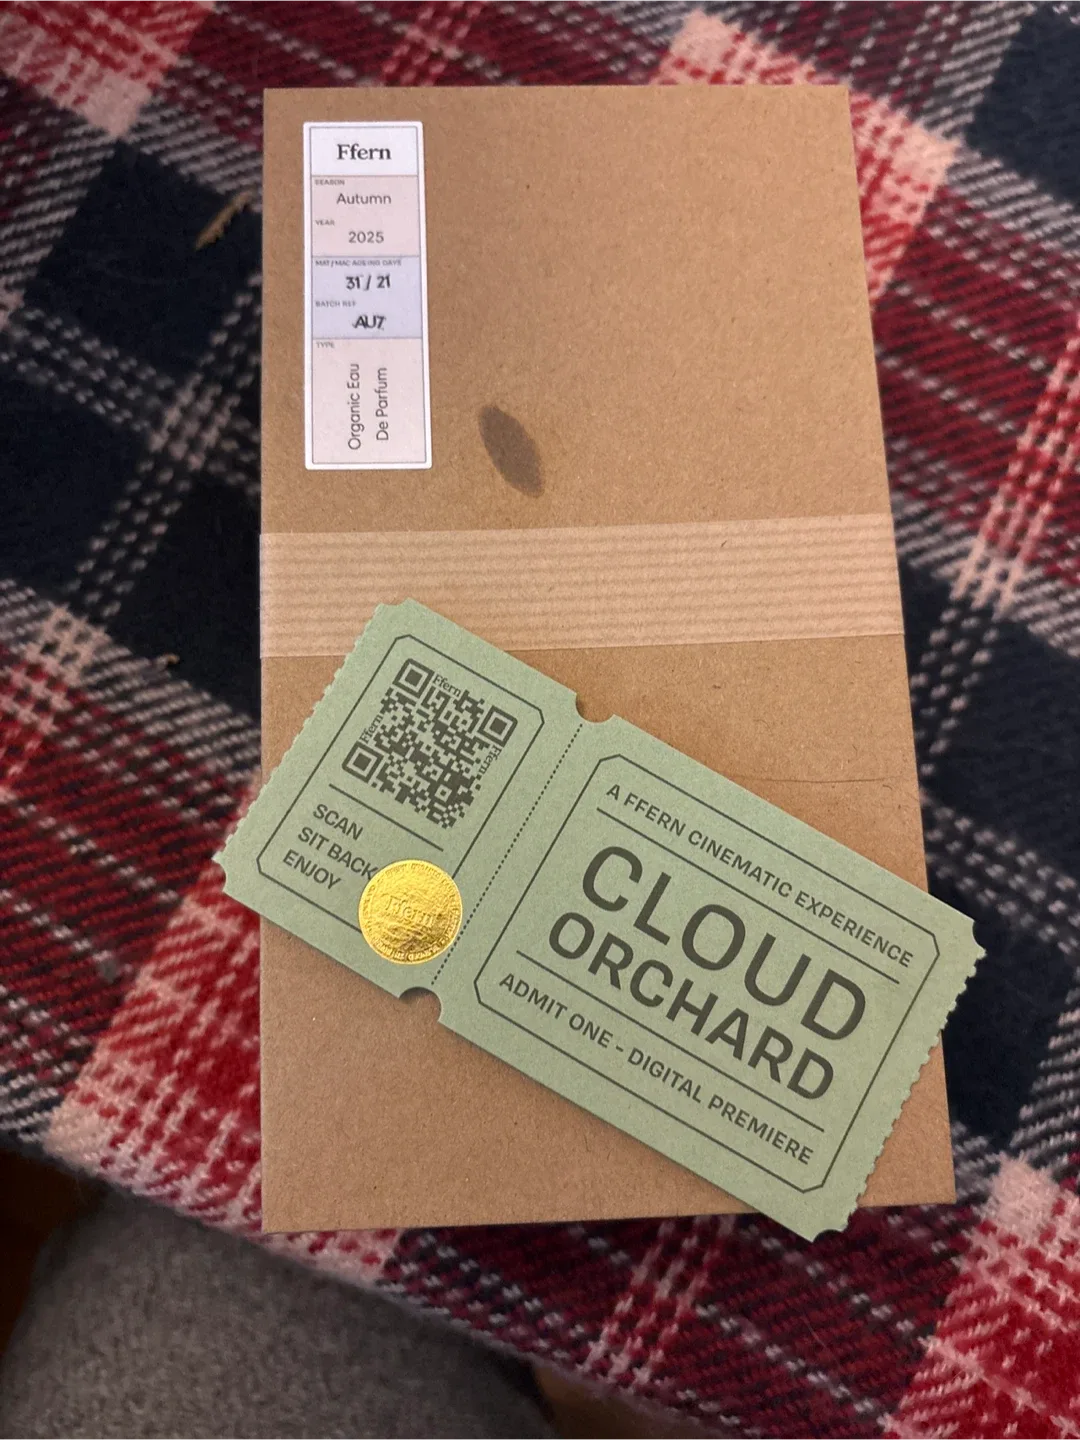 Ffern
SEASON
Autumn
YEAR
2025
MAT/MAC AGEING DAYS
31 / 21
BATCH REF
AU7
TYPE
Organic Eau
De Parfum
Ffern
Ffern
Ffern
SCAN
SIT BACK
ENJOY
Ffern
A FFERN CINEMATIC EXPERIENCE
CLOUD
ORCHARD
ADMIT ONE - DIGITAL PREMIERE